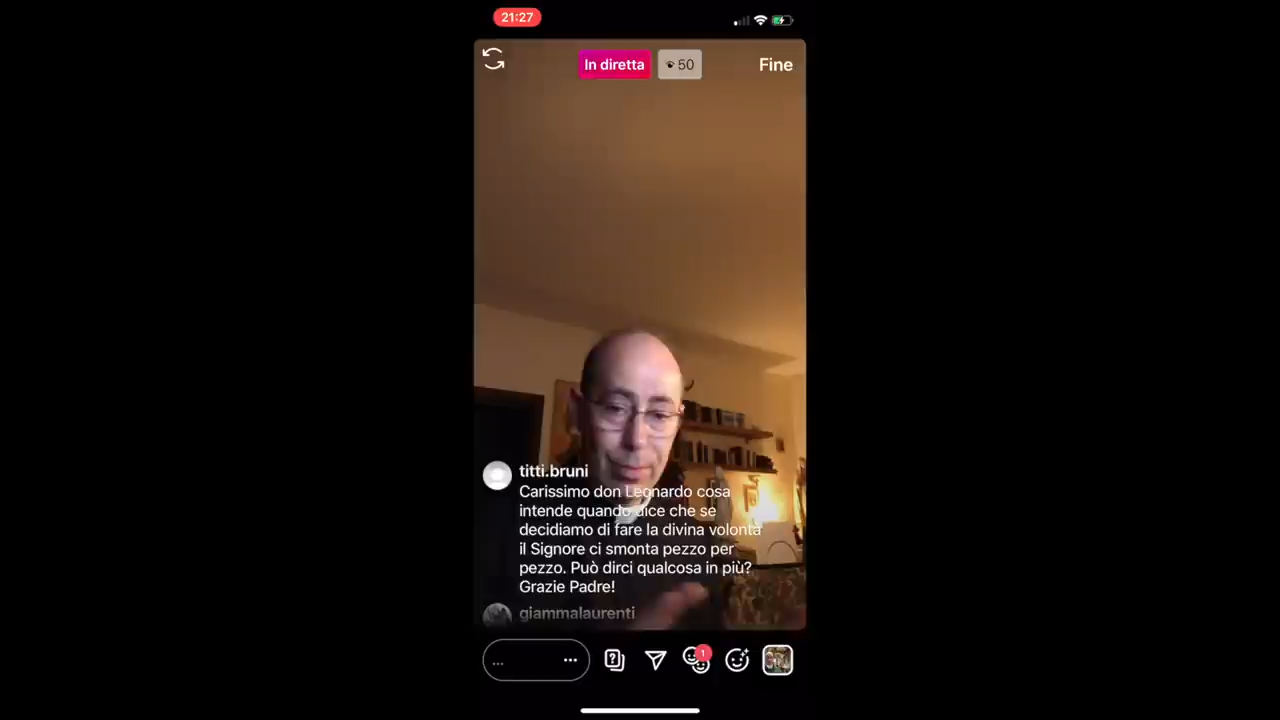 21:27
In diretta
50
Fine
titti.bruni
Carissimo don Leonardo cosa
intende quando dice che se
decidiamo di fare la divina volontà
il Signore ci smonta pezzo per
pezzo. Può dirci qualcosa in più?
Grazie Padre!
giammalaurenti
...
1